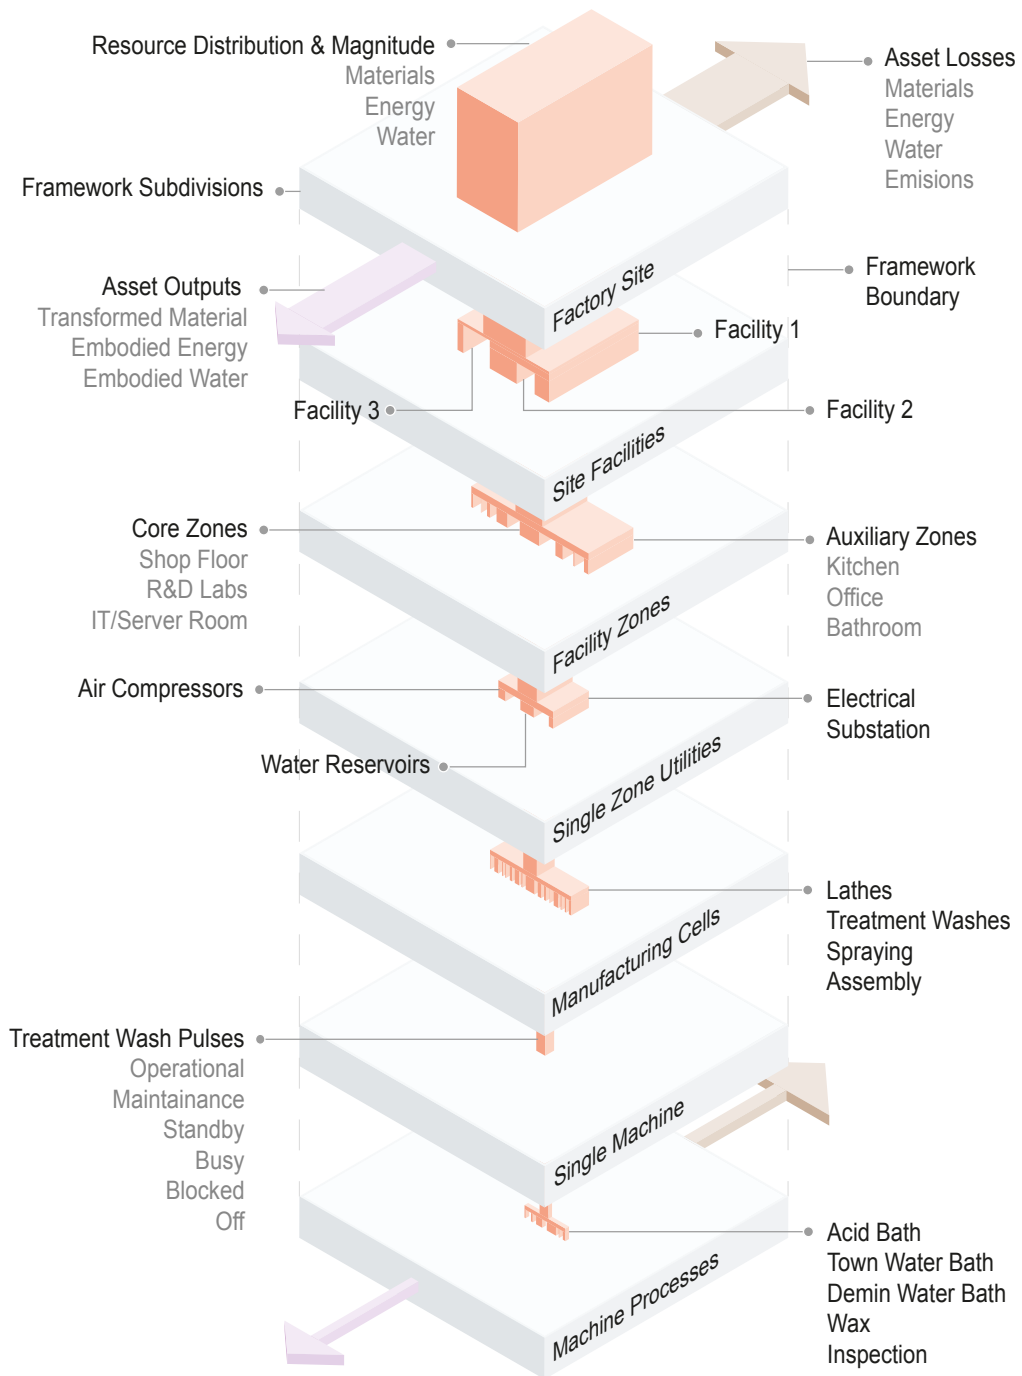 Resource Distribution & Magnitude
Materials
Energy
Water
Asset Losses
Materials
Energy
Water
Emisions
Framework Subdivisions
Factory Site
Framework
Boundary
Asset Outputs
Transformed Material
Embodied Energy
Embodied Water
Facility 1
Facility 3
Facility 2
Site Facilities
Core Zones
Shop Floor
R&D Labs
IT/Server Room
Auxiliary Zones
Kitchen
Office
Bathroom
Facility Zones
Air Compressors
Electrical
Substation
Water Reservoirs
Single Zone Utilities
Lathes
Treatment Washes
Spraying
Assembly
Manufacturing Cells
Treatment Wash Pulses
Operational
Maintainance
Standby
Busy
Blocked
Off
Single Machine
Acid Bath
Town Water Bath
Demin Water Bath
Wax
Inspection
Machine Processes